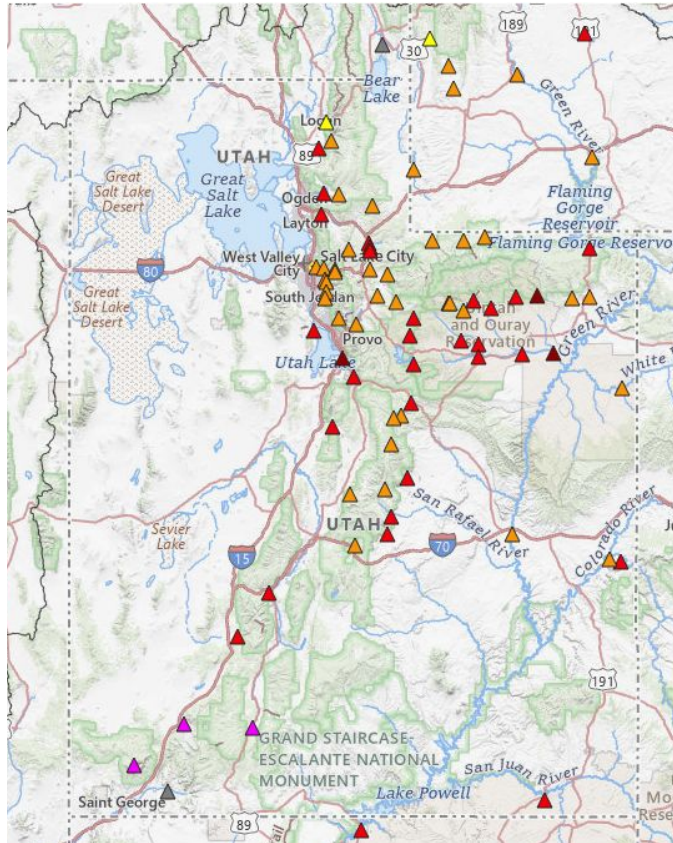 189
191
30
Bear
Lake
Green River
Logan
89
UTAH
Great
Salt Lake
Desert
Great
Salt
Lake
Ogden
Layton
Flaming
Gorge
Reservoir
Flaming Gorge Reservo
West Valley
City
Salt Lake City
80
Great
Salt Lake
Desert
South Jordan
Green River
and Ouray
Reservation
Provo
Utah Lake
White
San Rafael River
Colorado River
UTAH
Sevier
Lake
15
70
191
GRAND STAIRCASE-
ESCALANTE NATIONAL
MONUMENT
San Juan River
Lake Powell
Saint George
89